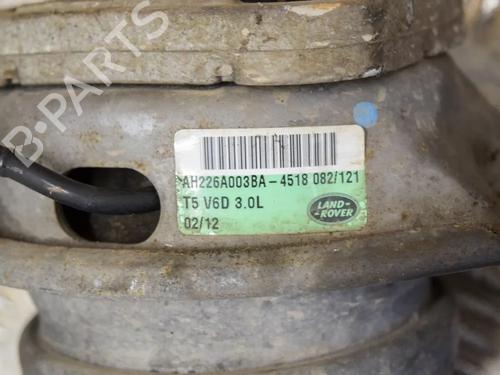 B-PARTS
AH226A003BA-4518 082/121
T5 V6D 3.0L
02/12
LAND-
ROVER